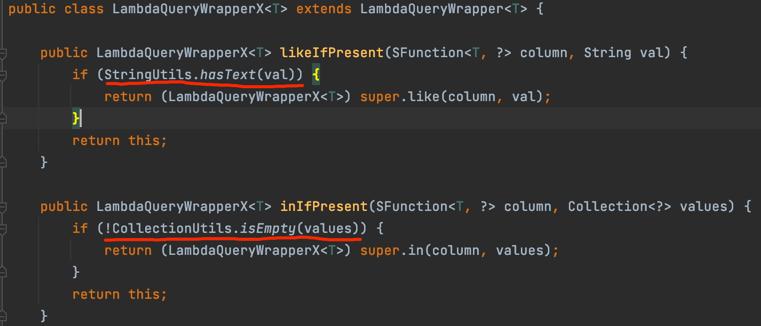 public class LambdaQueryWrapperX<T> extends LambdaQueryWrapper<T> {
public LambdaQueryWrapperX<T> likeIfPresent(SFunction<T, ?> column, String val) {
if (StringUtils.hasText(val)) {
return (LambdaQueryWrapperX<T>) super.like(column, val);
}
return this;
}
public LambdaQueryWrapperX<T> inIfPresent(SFunction<T, ?> column, Collection<?> values) {
if (!CollectionUtils.isEmpty(values)) {
return (LambdaQueryWrapperX<T>) super.in(column, values);
}
return this;
}